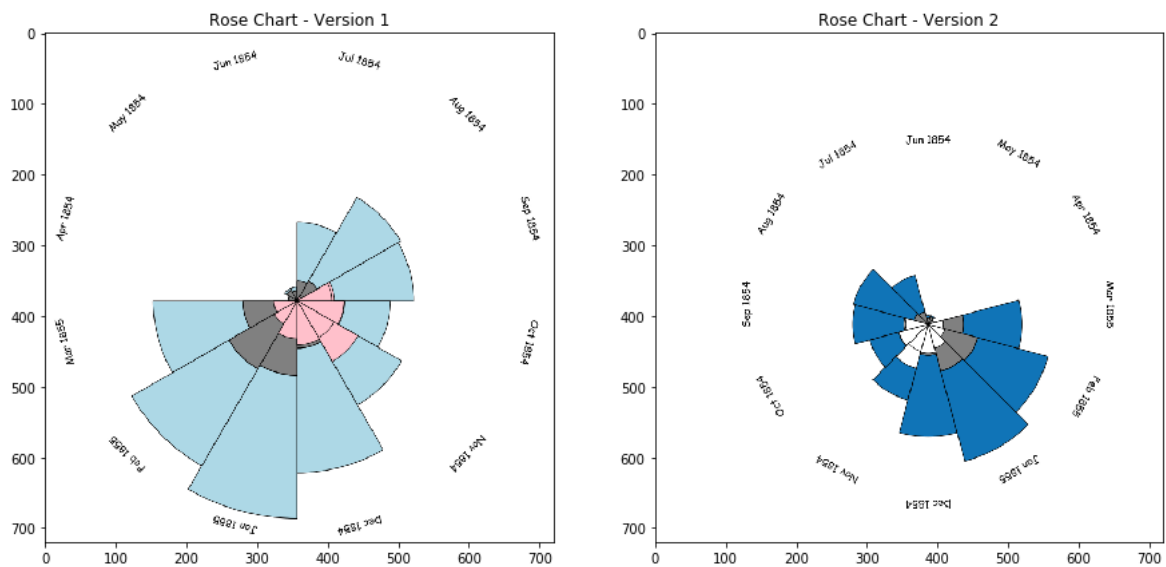 Rose Chart - Version 1
0
100
200
300
400
500
600
700
Jun 1854
Jul 1854
May 1854
Aug 1854
Apr 1854
Sep 1854
Mar 1855
Oct 1854
Feb 1855
Nov 1854
Jan 1855
Dec 1854
0 100 200 300 400 500 600 700
Rose Chart - Version 2
0
100
200
300
400
500
600
700
Jun 1854
Jul 1854
May 1854
Aug 1854
Apr 1854
Sep 1854
Mar 1855
Oct 1854
Feb 1855
Nov 1854
Jan 1855
Dec 1854
0 100 200 300 400 500 600 700